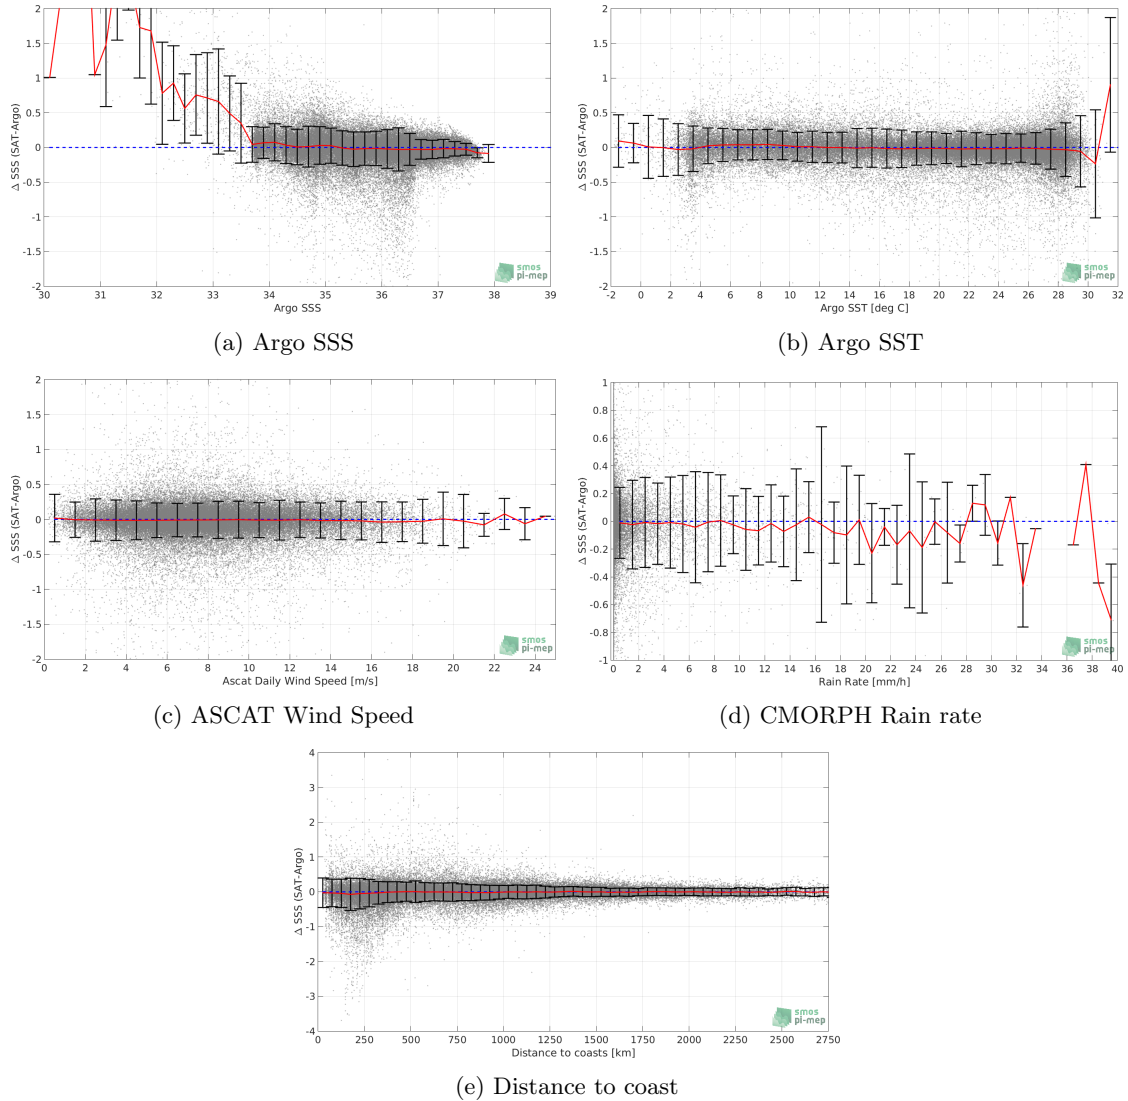 2
1.5
1
0.5
0
-0.5
-1
-1.5
-2
30 31 32 33 34 35 36 37 38 39
Argo SSS
Δ SSS (SAT-Argo)
smos
pi-mep
(a) Argo SSS
2
1.5
1
0.5
0
-0.5
-1
-1.5
-2
-2 0 2 4 6 8 10 12 14 16 18 20 22 24 26 28 30 32
Argo SST [deg C]
Δ SSS (SAT-Argo)
smos
pi-mep
(b) Argo SST
2
1.5
1
0.5
0
-0.5
-1
-1.5
-2
0 2 4 6 8 10 12 14 16 18 20 22 24
Ascat Daily Wind Speed [m/s]
Δ SSS (SAT-Argo)
smos
pi-mep
(c) ASCAT Wind Speed
1
0.8
0.6
0.4
0.2
0
-0.2
-0.4
-0.6
-0.8
-1
0 2 4 6 8 10 12 14 16 18 20 22 24 26 28 30 32 34 36 38 40
Rain Rate [mm/h]
Δ SSS (SAT-Argo)
smos
pi-mep
(d) CMORPH Rain rate
4
3
2
1
0
-1
-2
-3
-4
0 250 500 750 1000 1250 1500 1750 2000 2250 2500 2750
Distance to coasts [km]
Δ SSS (SAT-Argo)
smos
pi-mep
(e) Distance to coast